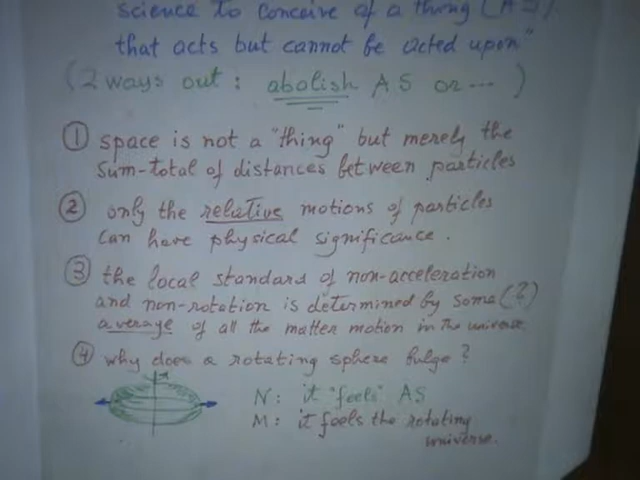 science to conceive of a thing (AS)
that acts but cannot be acted upon"
(2 ways out: abolish AS or ... )
① space is not a "thing" but merely the
sum-total of distances between particles
② only the relative motions of particles
can have physical significance.
③ the local standard of non-acceleration
and non-rotation is determined by some (?)
average of all the matter motion in the universe
④ why does a rotating sphere bulge?
N: it "feels" AS
M: it feels the rotating
universe.